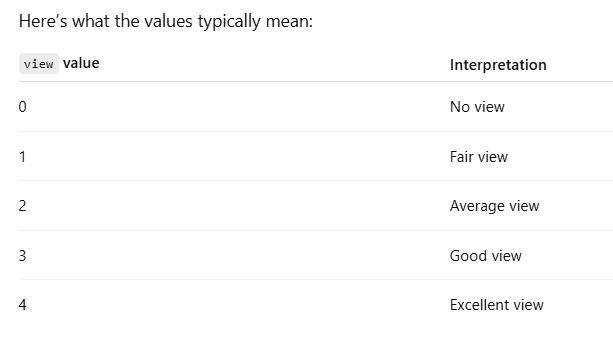 Here’s what the values typically mean:
view value Interpretation
0 No view
1 Fair view
2 Average view
3 Good view
4 Excellent view